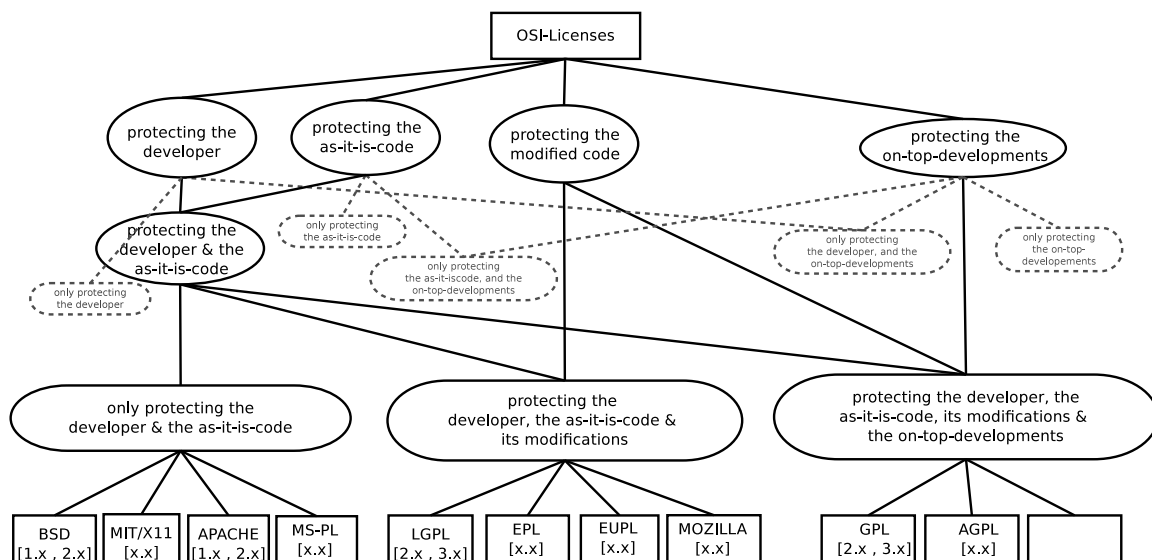 OSI-Licenses
protecting the
developer
protecting the
as-it-is-code
protecting the
modified code
protecting the
on-top-developments
protecting the
developer & the
as-it-is-code
only protecting
the as-it-is-code
only protecting
the developer, and the
on-top-developments
only protecting
the on-top-
developements
only protecting
the as-it-iscode, and the
on-top-developments
only protecting
the developer
only protecting the
developer & the as-it-is-code
protecting the
developer, the as-it-is-code &
its modifications
protecting the developer, the
as-it-is-code, its modifications &
the on-top-developments
BSD
[1.x , 2.x]
MIT/X11
[x.x]
APACHE
[1.x , 2.x]
MS-PL
[x.x]
LGPL
[2.x , 3.x]
EPL
[x.x]
EUPL
[x.x]
MOZILLA
[x.x]
GPL
[2.x , 3.x]
AGPL
[x.x]